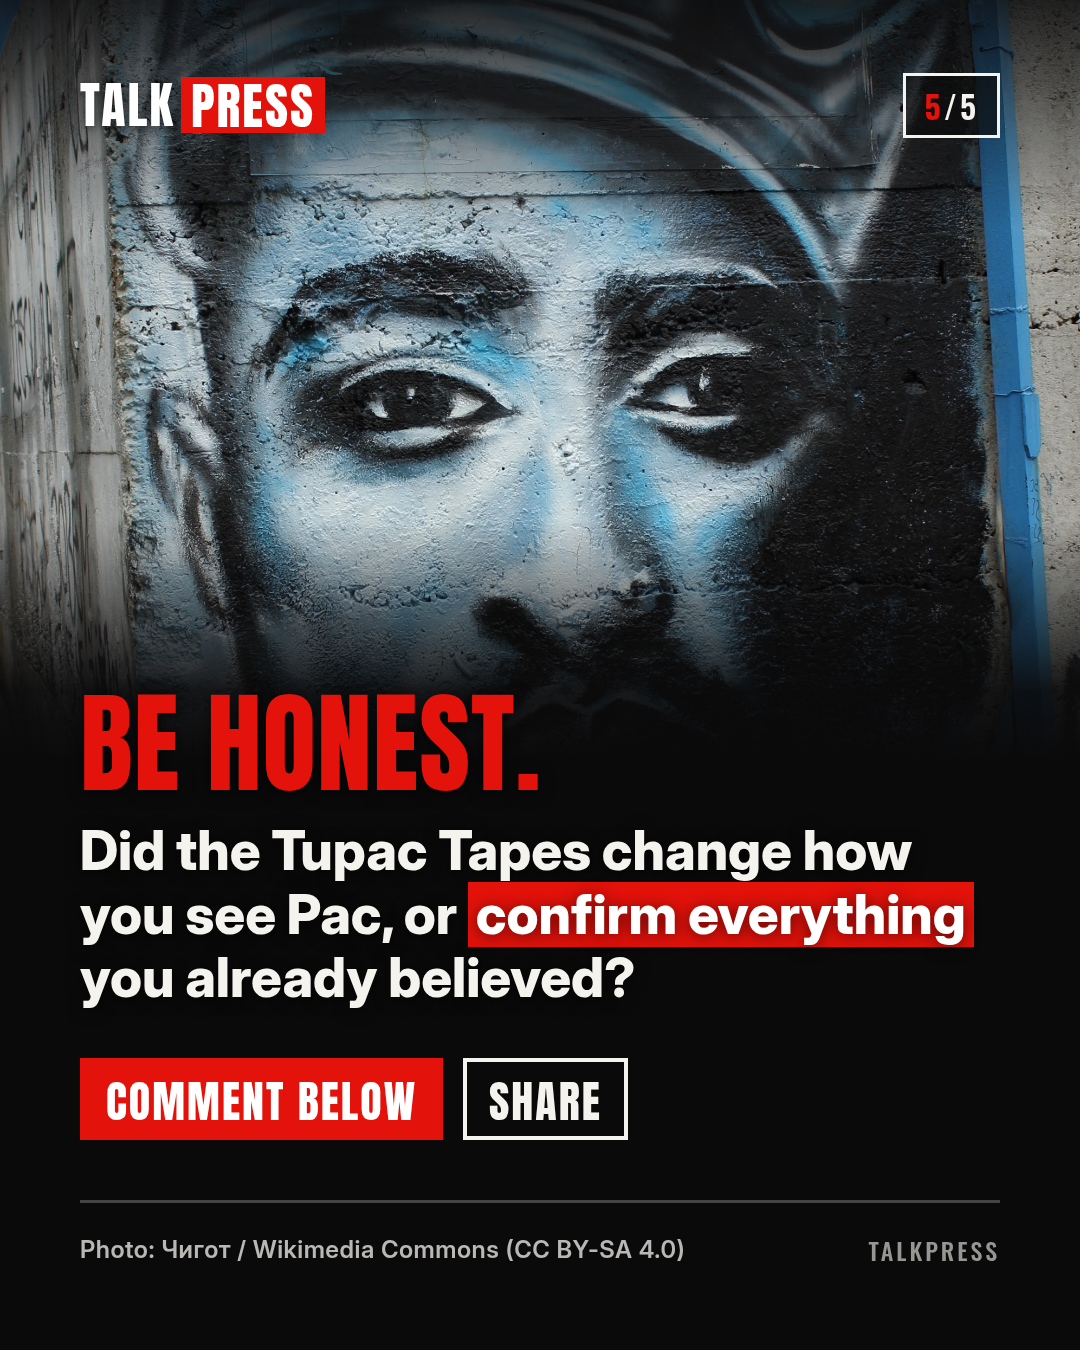 TALK PRESS
5/5
BE HONEST.
Did the Tupac Tapes change how
you see Pac, or confirm everything
you already believed?
COMMENT BELOW
SHARE
Photo: Чигот / Wikimedia Commons (CC BY-SA 4.0)
TALKPRESS